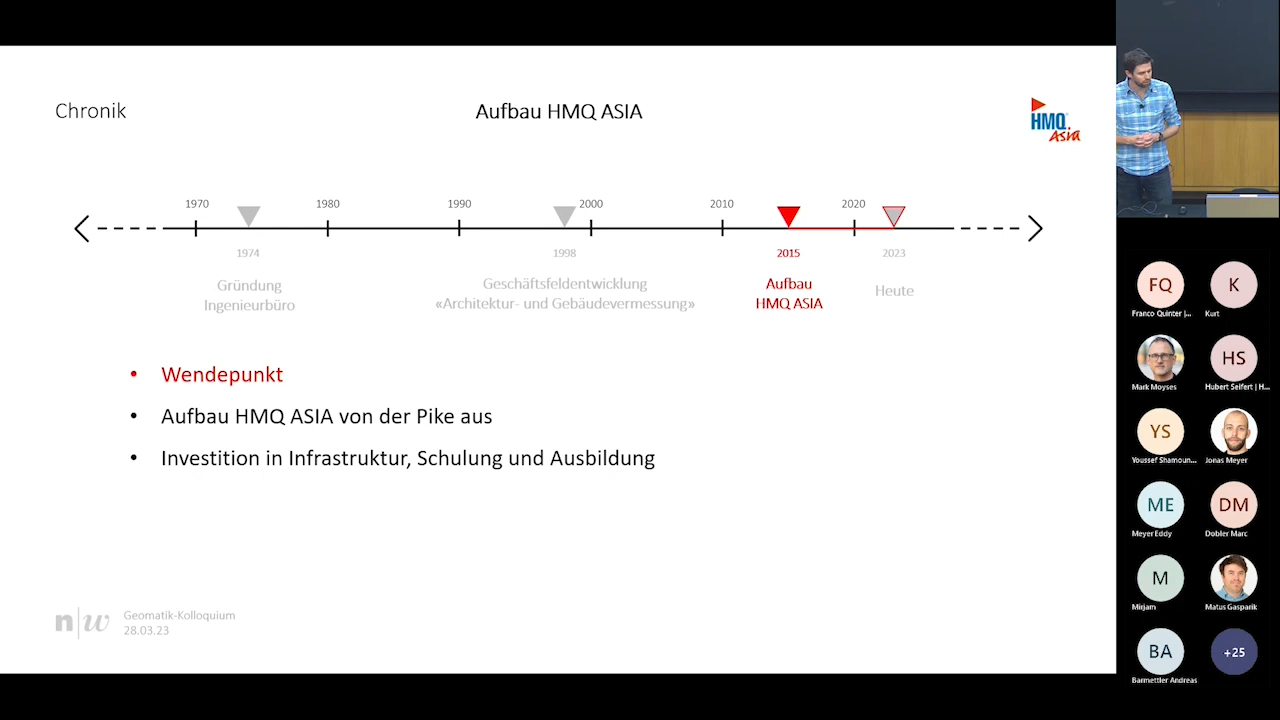 Chronik
Aufbau HMQ ASIA
HMQ
Asia
1970
1980
1990
2000
2010
2020
1974
1998
2015
2023
Gründung
Ingenieurbüro
Geschäftsfeldentwicklung
«Architektur- und Gebäudevermessung»
Aufbau
HMQ ASIA
Heute
• Wendepunkt
• Aufbau HMQ ASIA von der Pike aus
• Investition in Infrastruktur, Schulung und Ausbildung
n|w
Geomatik-Kolloquium
28.03.23
FQ
K
Franco Quinter |...
Kurt
HS
Mark Moyses
Hubert Seifert | H...
YS
Youssef Shamoun...
Jonas Meyer
ME
DM
Meyer Eddy
Dobler Marc
M
Mirjam
Matus Gasparik
BA
+25
Barmettler Andreas